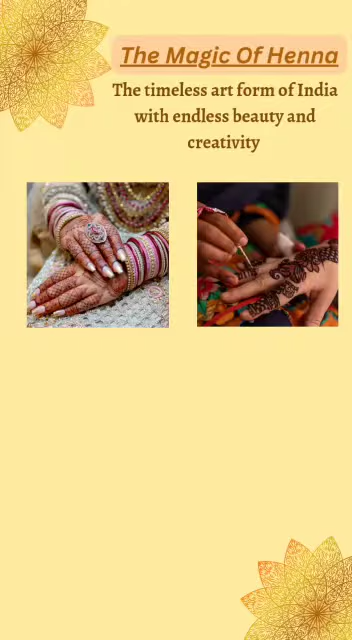 The Magic Of Henna
The timeless art form of India
with endless beauty and
creativity